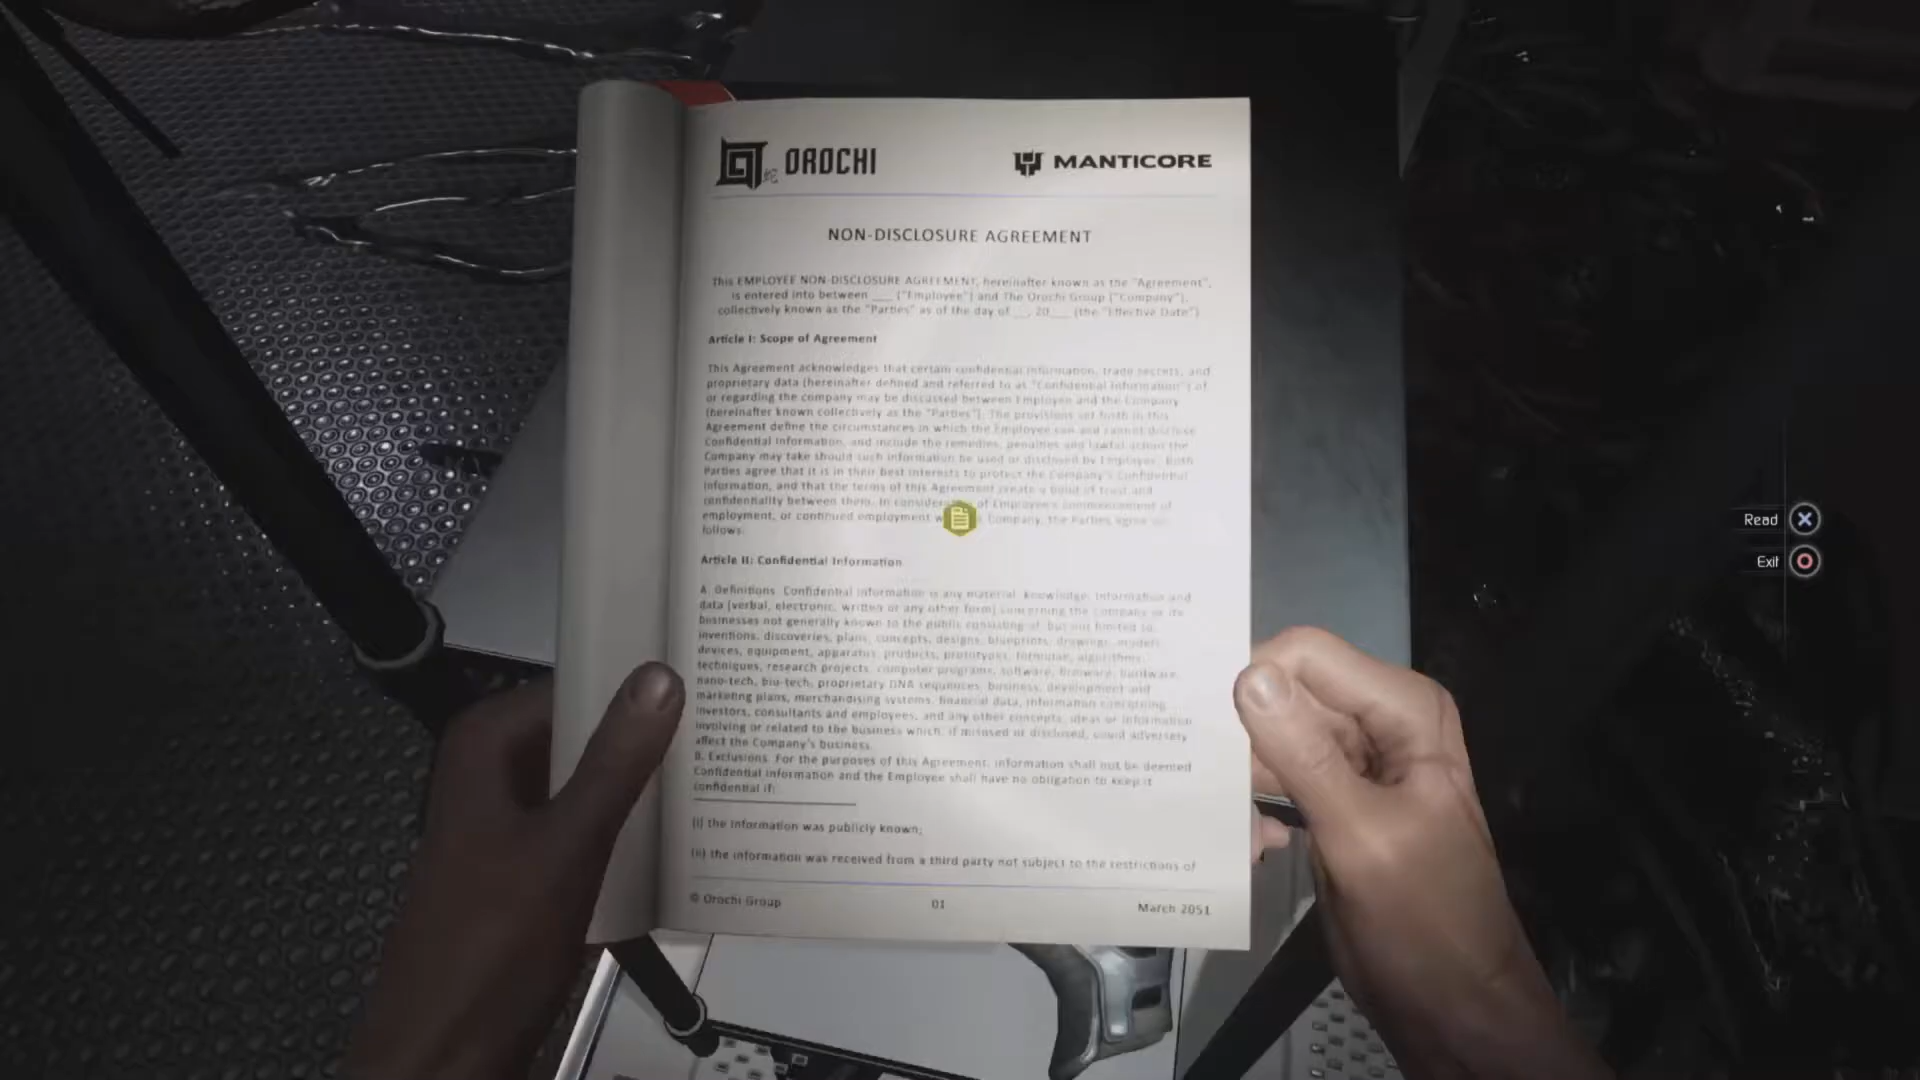 OROCHI
MANTICORE
NON-DISCLOSURE AGREEMENT
This EMPLOYEE NON-DISCLOSURE AGREEMENT, hereinafter known as the "Agreement",
is entered into between ___ ("Employee") and The Orochi Group ("Company"),
collectively known as the "Parties" as of the day of __, 20___ (the "Effective Date")
Article I: Scope of Agreement
This Agreement acknowledges that certain confidential information, trade secrets, and
proprietary data (hereinafter defined and referred to as "Confidential Information") of
or regarding the company may be discussed between Employee and the Company
(hereinafter known collectively as the "Parties"). The provisions set forth in this
Agreement define the circumstances in which the Employee can and cannot disclose
Confidential Information, and include the remedies, penalties and lawful action the
Company may take should such information be used or disclosed by Employee. Both
Parties agree that it is in their best interests to protect the Company's Confidential
Information, and that the terms of this Agreement create a bond of trust and
confidentiality between them. In of Employee's commencement of
employment, or continued employment Company, the Parties agree as
follows.
Article II: Confidential Information
A. Definitions. Confidential Information is any material, knowledge, information and
data (verbal, electronic, written or any other form) concerning the Company or its
businesses not generally known to the public consisting of, but not limited to,
inventions, discoveries, plans, concepts, designs, blueprints, drawings, models,
devices, equipment, apparatus, products, prototypes, formulae, algorithms,
techniques, research projects, computer programs, software, firmware, hardware,
nano-tech, bio-tech, proprietary DNA sequences, business, development and
marketing plans, merchandising systems, financial data, information concerning
investors, consultants and employees, and any other concepts, ideas or information
involving or related to the business which, if misused or disclosed, could adversely
affect the Company's business.
B. Exclusions. For the purposes of this Agreement, information shall not be deemed
Confidential Information and the Employee shall have no obligation to keep it
confidential if:
(i) the information was publicly known;
(ii) the information was received from a third party not subject to the restrictions of
© Orochi Group
01
March 2051
Read
Exit